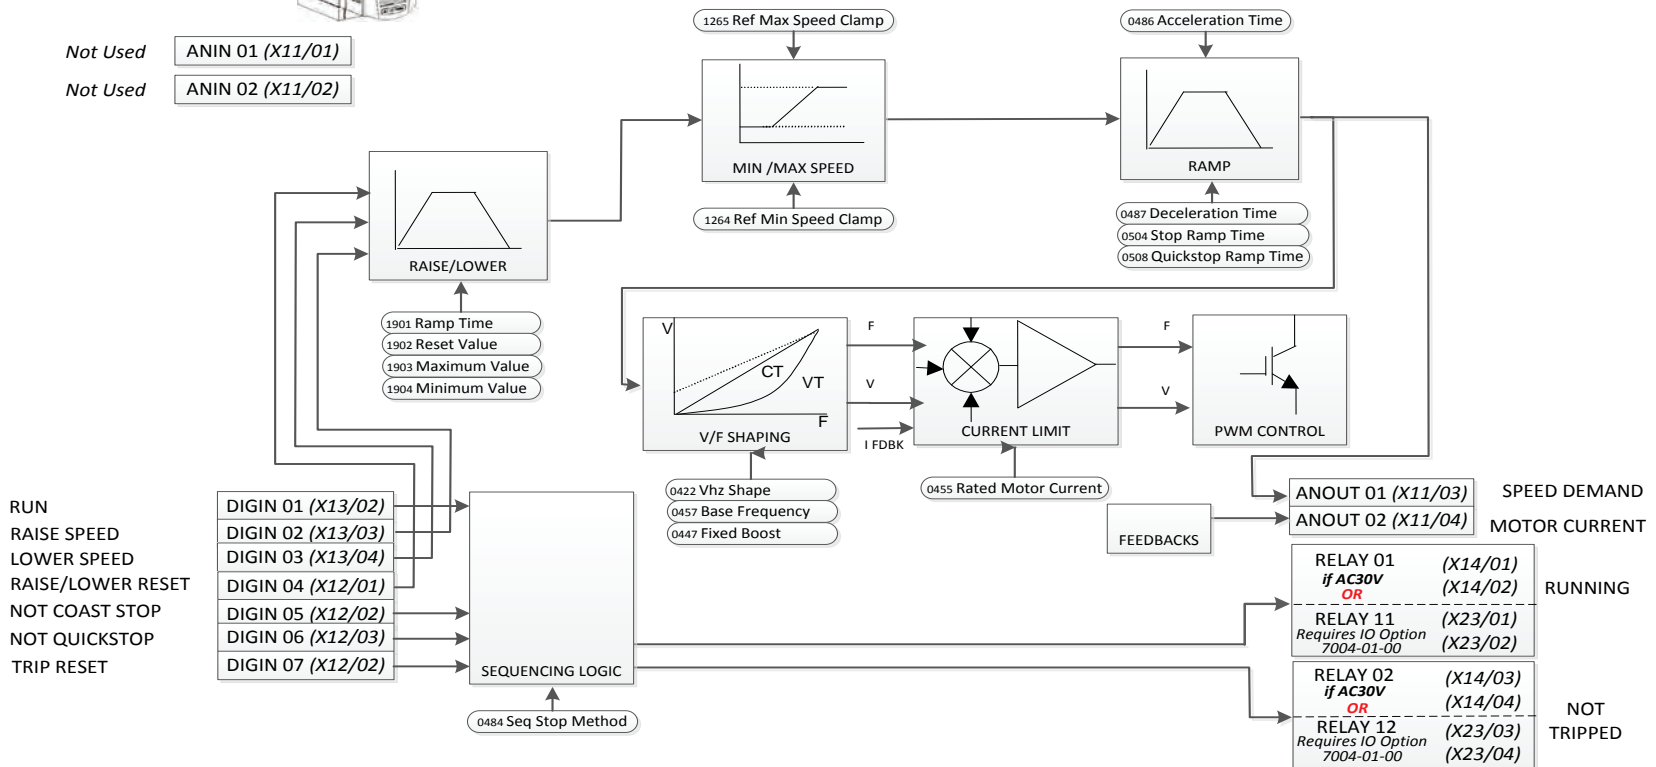 1265 Ref Max Speed Clamp
0486 Acceleration Time
Not Used ANIN 01 (X11/01)
Not Used ANIN 02 (X11/02)
MIN /MAX SPEED
RAMP
1264 Ref Min Speed Clamp
0487 Deceleration Time
0504 Stop Ramp Time
0508 Quickstop Ramp Time
RAISE/LOWER
1901 Ramp Time
1902 Reset Value
1903 Maximum Value
1904 Minimum Value
V
CT
VT
F
V/F SHAPING
F
V
I FDBK
CURRENT LIMIT
F
V
PWM CONTROL
0422 Vhz Shape
0457 Base Frequency
0447 Fixed Boost
0455 Rated Motor Current
RUN DIGIN 01 (X13/02)
RAISE SPEED DIGIN 02 (X13/03)
LOWER SPEED DIGIN 03 (X13/04)
RAISE/LOWER RESET DIGIN 04 (X12/01)
NOT COAST STOP DIGIN 05 (X12/02)
NOT QUICKSTOP DIGIN 06 (X12/03)
TRIP RESET DIGIN 07 (X12/02)
SEQUENCING LOGIC
0484 Seq Stop Method
FEEDBACKS
ANOUT 01 (X11/03) SPEED DEMAND
ANOUT 02 (X11/04) MOTOR CURRENT
RELAY 01 (X14/01)
if AC30V (X14/02)
OR
RUNNING
RELAY 11 (X23/01)
Requires IO Option (X23/02)
7004-01-00
RELAY 02 (X14/03)
if AC30V (X14/04)
OR
NOT
TRIPPED
RELAY 12 (X23/03)
Requires IO Option (X23/04)
7004-01-00